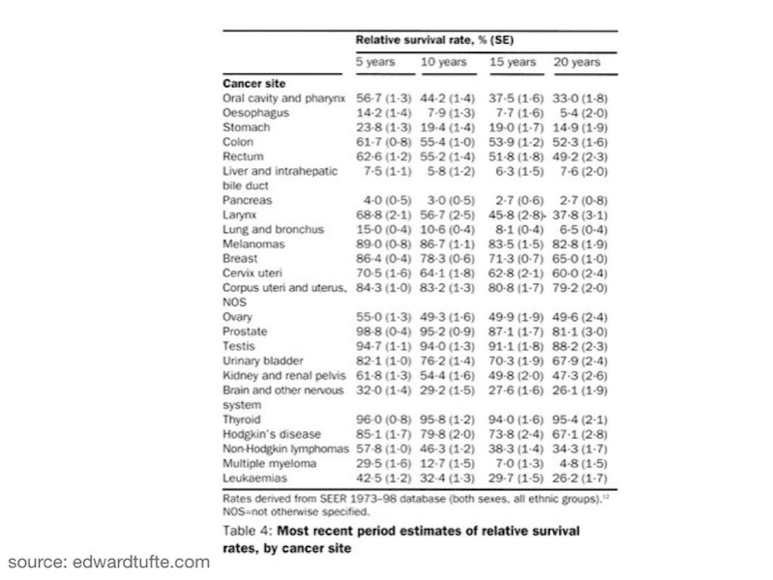 Relative survival rate, % (SE)
5 years 10 years 15 years 20 years
Cancer site
Oral cavity and pharynx 56·7 (1·3) 44·2 (1·4) 37·5 (1·6) 33·0 (1·8)
Oesophagus 14·2 (1·4) 7·9 (1·3) 7·7 (1·6) 5·4 (2·0)
Stomach 23·8 (1·3) 19·4 (1·4) 19·0 (1·7) 14·9 (1·9)
Colon 61·7 (0·8) 55·4 (1·0) 53·9 (1·2) 52·3 (1·6)
Rectum 62·6 (1·2) 55·2 (1·4) 51·8 (1·8) 49·2 (2·3)
Liver and intrahepatic 7·5 (1·1) 5·8 (1·2) 6·3 (1·5) 7·6 (2·0)
bile duct
Pancreas 4·0 (0·5) 3·0 (0·5) 2·7 (0·6) 2·7 (0·8)
Larynx 68·8 (2·1) 56·7 (2·5) 45·8 (2·8) 37·8 (3·1)
Lung and bronchus 15·0 (0·4) 10·6 (0·4) 8·1 (0·4) 6·5 (0·4)
Melanomas 89·0 (0·8) 86·7 (1·1) 83·5 (1·5) 82·8 (1·9)
Breast 86·4 (0·4) 78·3 (0·6) 71·3 (0·7) 65·0 (1·0)
Cervix uteri 70·5 (1·6) 64·1 (1·8) 62·8 (2·1) 60·0 (2·4)
Corpus uteri and uterus, 84·3 (1·0) 83·2 (1·3) 80·8 (1·7) 79·2 (2·0)
NOS
Ovary 55·0 (1·3) 49·3 (1·6) 49·9 (1·9) 49·6 (2·4)
Prostate 98·8 (0·4) 95·2 (0·9) 87·1 (1·7) 81·1 (3·0)
Testis 94·7 (1·1) 94·0 (1·3) 91·1 (1·8) 88·2 (2·3)
Urinary bladder 82·1 (1·0) 76·2 (1·4) 70·3 (1·9) 67·9 (2·4)
Kidney and renal pelvis 61·8 (1·3) 54·4 (1·6) 49·8 (2·0) 47·3 (2·6)
Brain and other nervous 32·0 (1·4) 29·2 (1·5) 27·6 (1·6) 26·1 (1·9)
system
Thyroid 96·0 (0·8) 95·8 (1·2) 94·0 (1·6) 95·4 (2·1)
Hodgkin's disease 85·1 (1·7) 79·8 (2·0) 73·8 (2·4) 67·1 (2·8)
Non-Hodgkin lymphomas 57·8 (1·0) 46·3 (1·2) 38·3 (1·4) 34·3 (1·7)
Multiple myeloma 29·5 (1·6) 12·7 (1·5) 7·0 (1·3) 4·8 (1·5)
Leukaemias 42·5 (1·2) 32·4 (1·3) 29·7 (1·5) 26·2 (1·7)
Rates derived from SEER 1973–98 database (both sexes, all ethnic groups).¹²
NOS=not otherwise specified.
Table 4: Most recent period estimates of relative survival
rates, by cancer site
source: edwardtufte.com